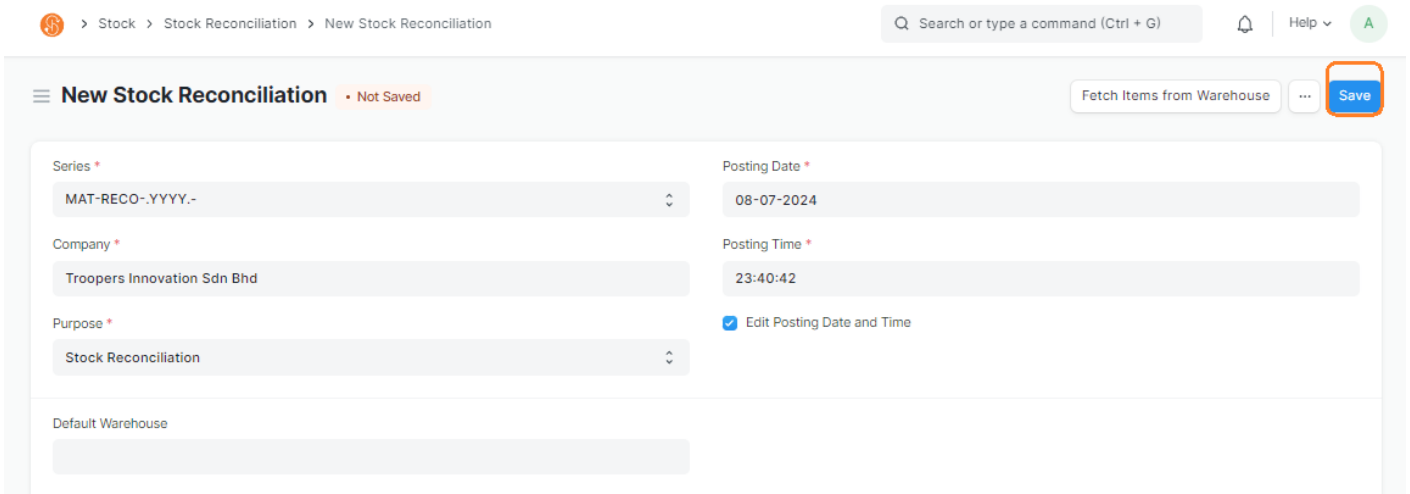 > Stock > Stock Reconciliation > New Stock Reconciliation
Search or type a command (Ctrl + G)
Help
A
New Stock Reconciliation
• Not Saved
Fetch Items from Warehouse
...
Save
Series *
MAT-RECO-.YYYY.-
Posting Date *
08-07-2024
Company *
Troopers Innovation Sdn Bhd
Posting Time *
23:40:42
Purpose *
Stock Reconciliation
Edit Posting Date and Time
Default Warehouse